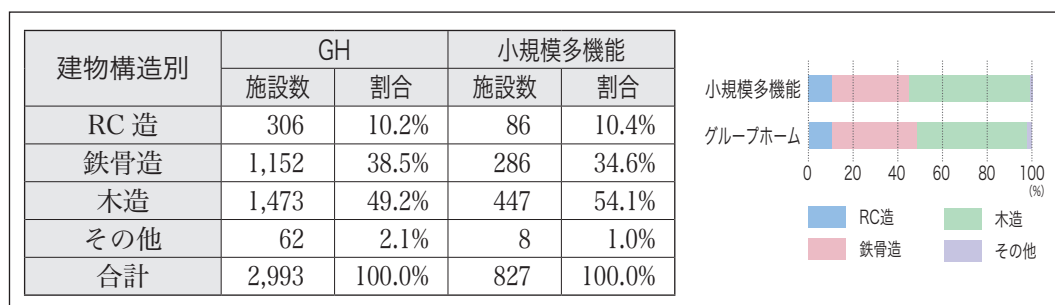 建物構造別 GH 小規模多機能
施設数 割合 施設数 割合
RC 造 306 10.2% 86 10.4%
鉄骨造 1,152 38.5% 286 34.6%
木造 1,473 49.2% 447 54.1%
その他 62 2.1% 8 1.0%
合計 2,993 100.0% 827 100.0%
小規模多機能
グループホーム
0 20 40 60 80 100
(%)
RC造 木造
鉄骨造 その他